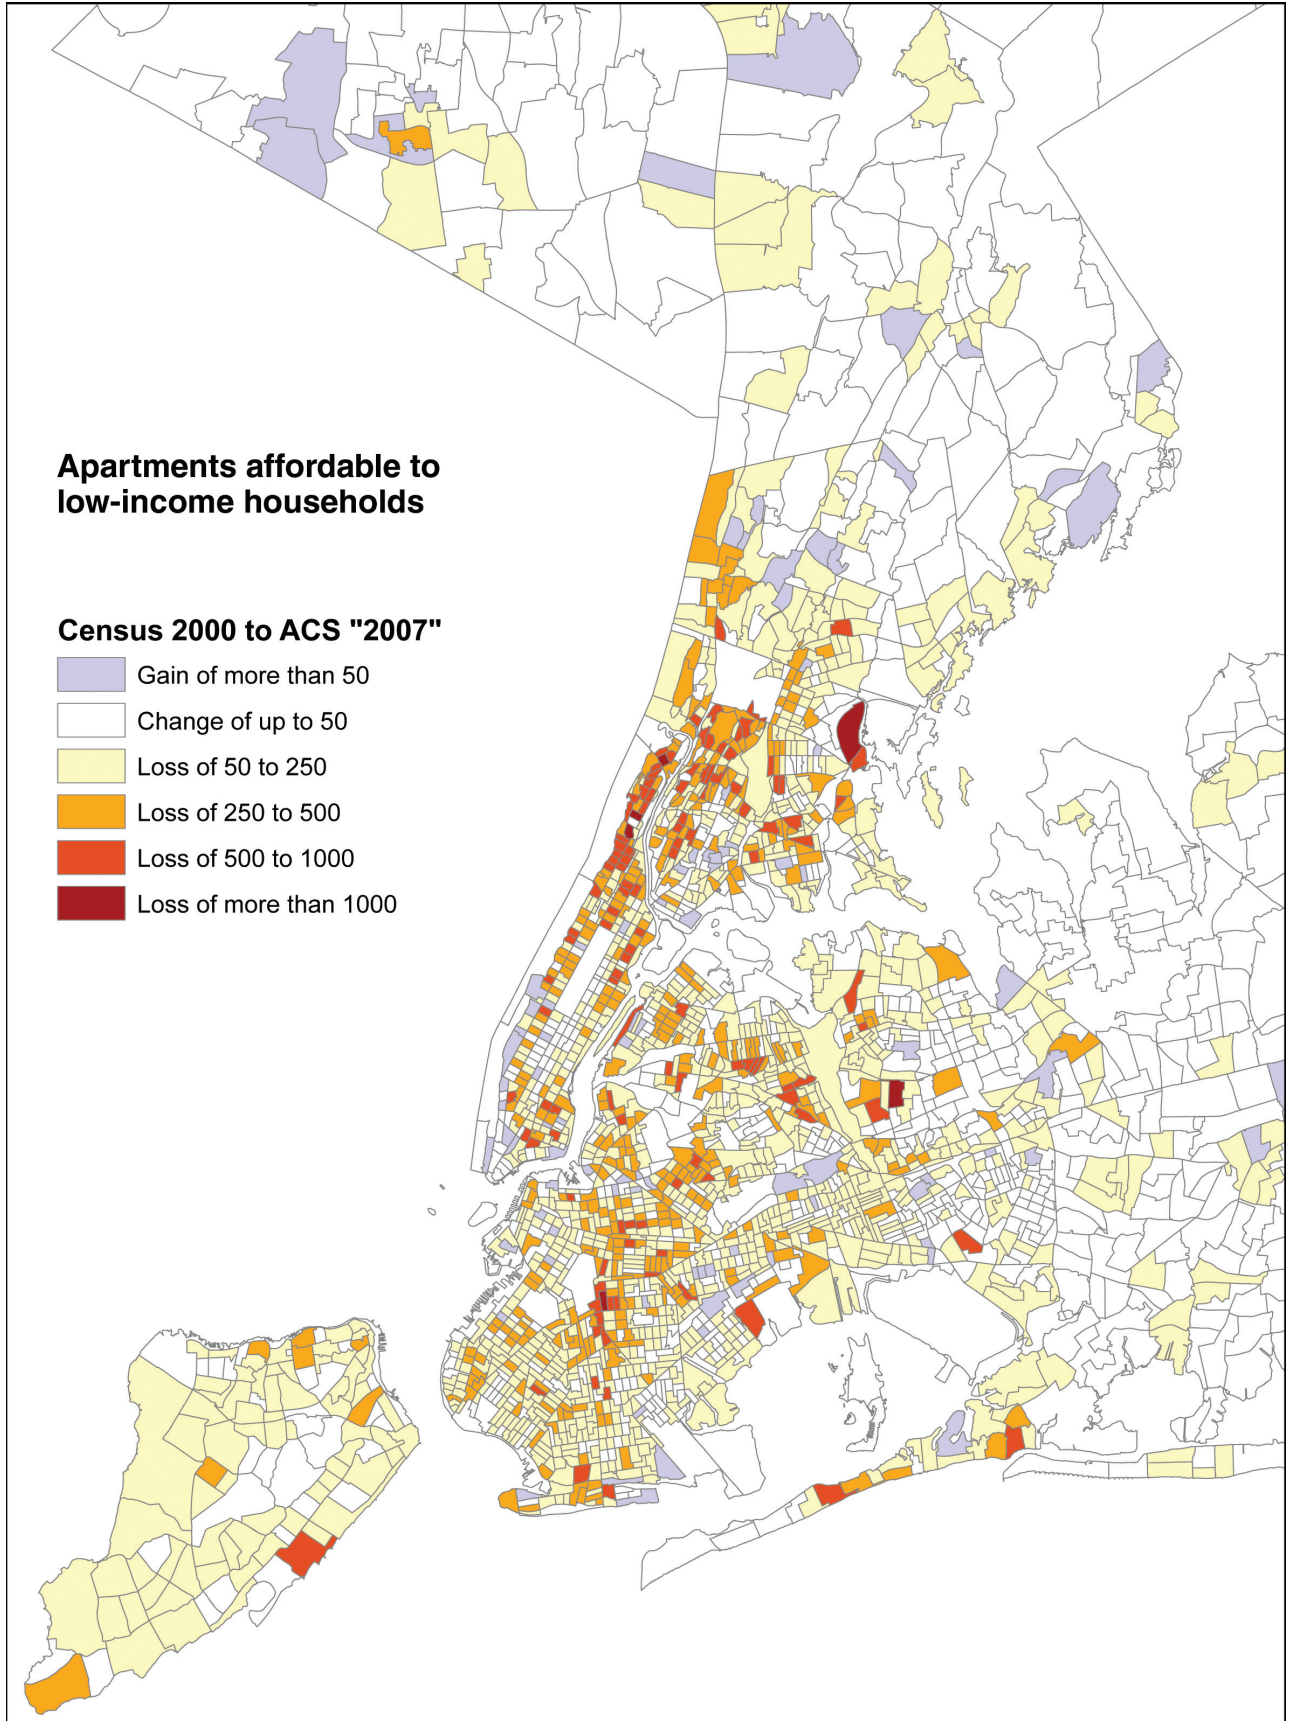 Apartments affordable to
low-income households
Census 2000 to ACS "2007"
Gain of more than 50
Change of up to 50
Loss of 50 to 250
Loss of 250 to 500
Loss of 500 to 1000
Loss of more than 1000